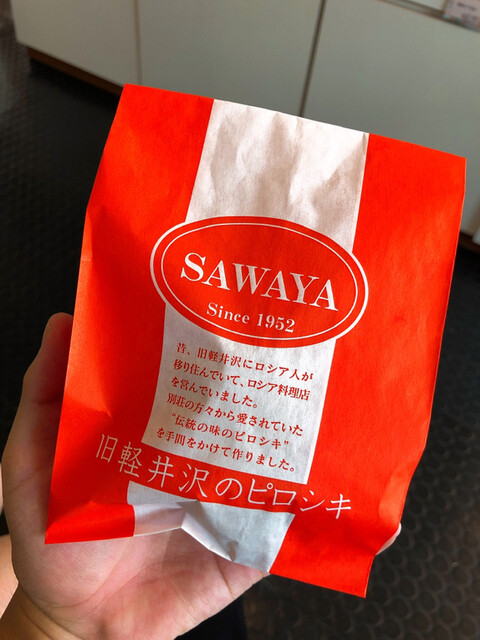 SAWAYA
Since 1952
昔、旧軽井沢にロシア人が
移り住んでいて、ロシア料理店
を営んでいました。
別荘の方々から愛されていた
“伝統の味のピロシキ”
を手間をかけて作りました。
旧軽井沢のピロシキ